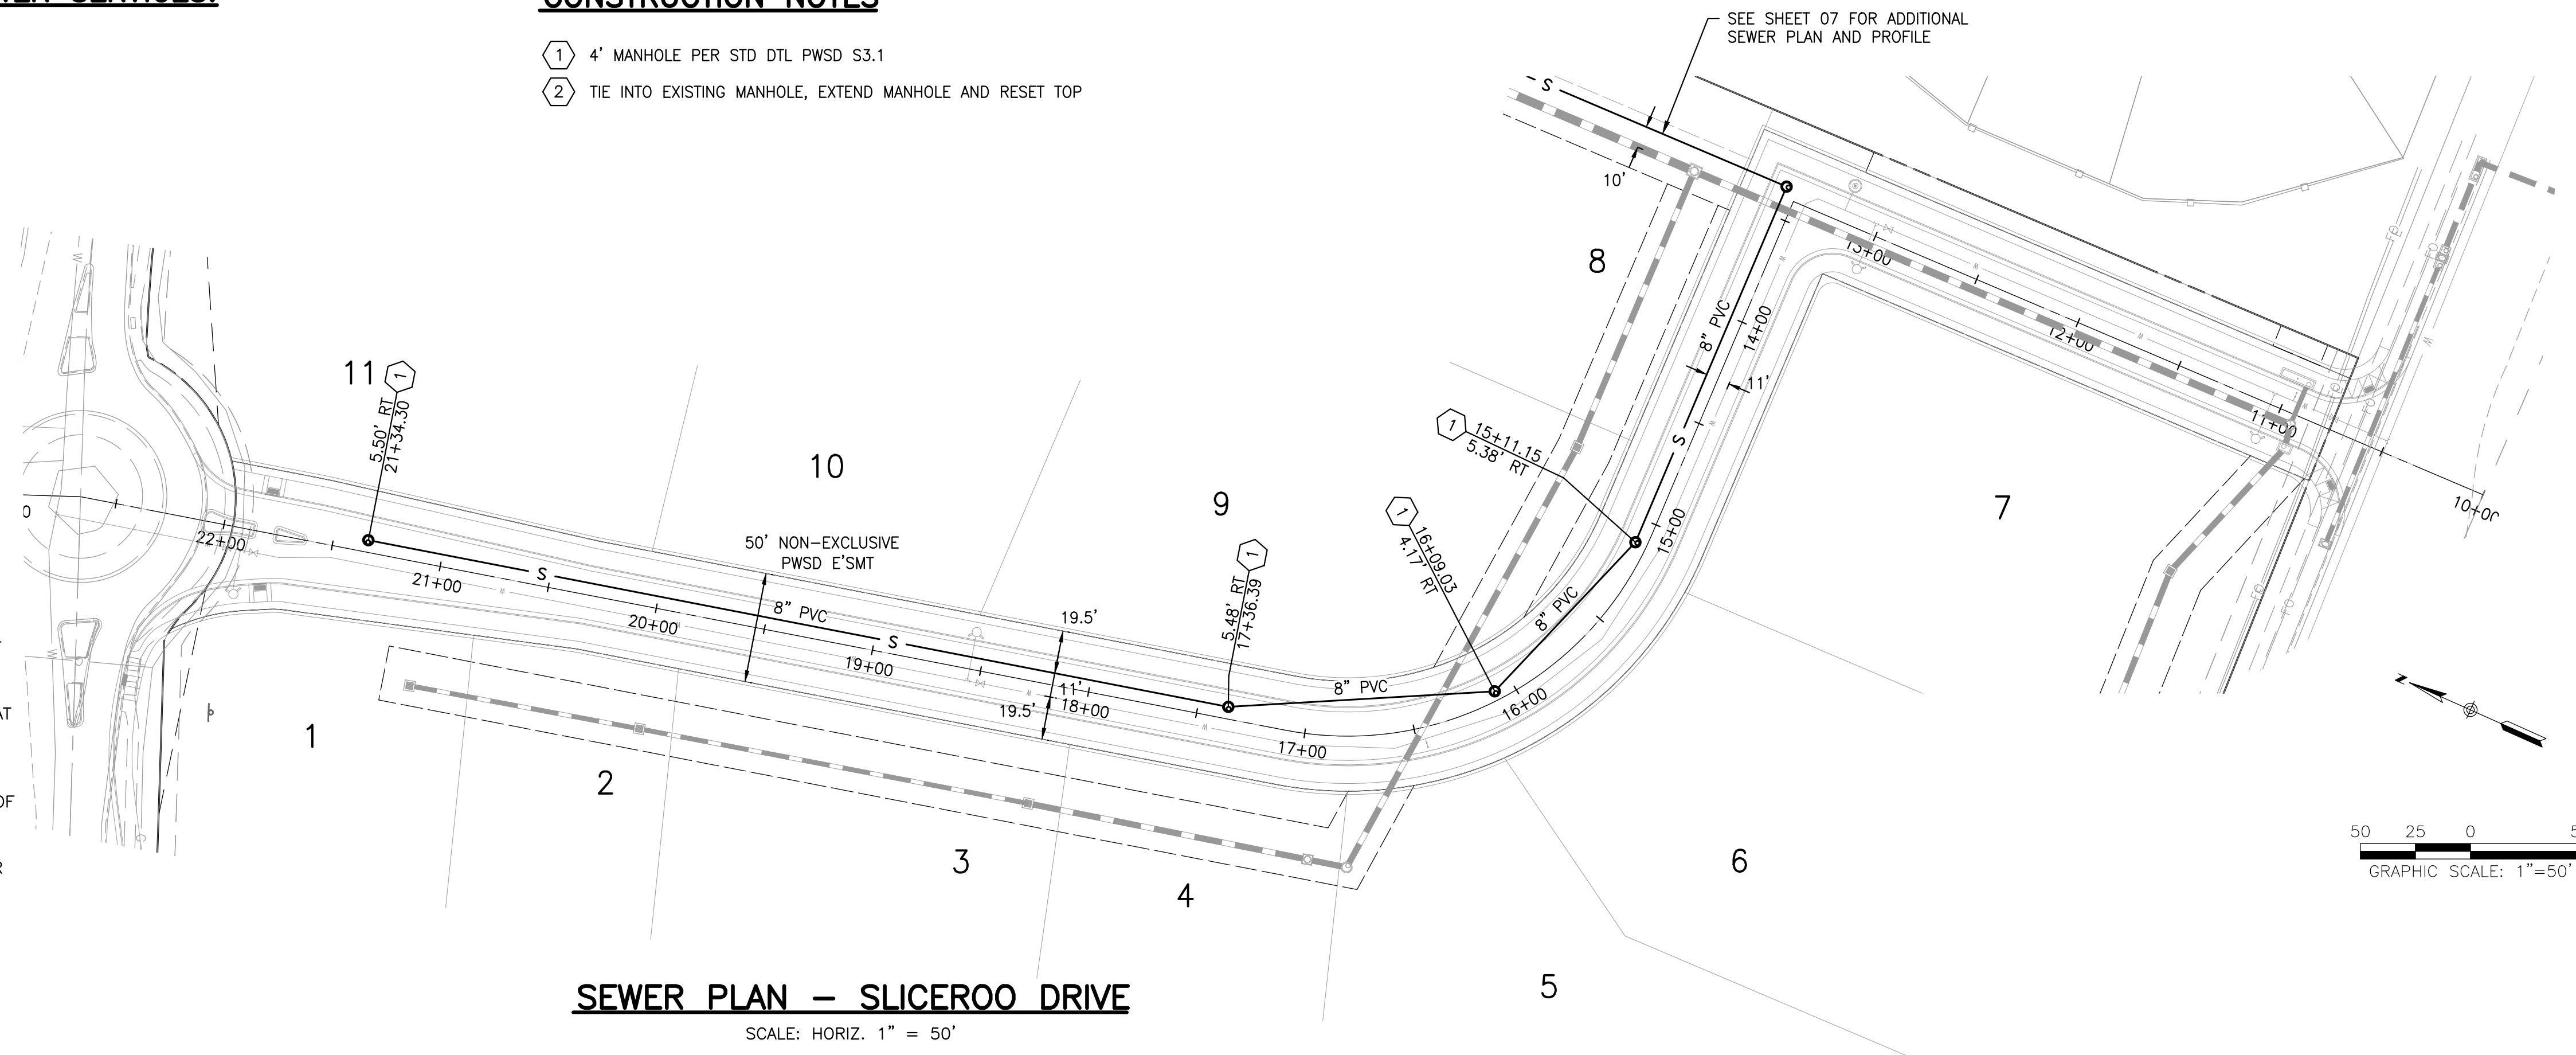 CONSTRUCTION NOTES
1 4' MANHOLE PER STD DTL PWSD S3.1
2 TIE INTO EXISTING MANHOLE, EXTEND MANHOLE AND RESET TOP
SEE SHEET 07 FOR ADDITIONAL
SEWER PLAN AND PROFILE
S
10'
8
13+00
12+00
11+00
10+00
8" PVC
14+00
11'
S
15+00
7
1
15+11.15
5.38' RT
1
16+09.03
4.17' RT
8" PVC
16+00
11
1
5.50' RT
21+34.30
10
9
22+00
21+00
S
20+00
50' NON-EXCLUSIVE
PWSD E'SMT
8" PVC
S
19+00
19.5'
11'
19.5'
18+00
1
5.48' RT
17+36.39
8" PVC
17+00
1
2
3
4
5
6
N
50 25 0
GRAPHIC SCALE: 1"=50'
SEWER PLAN - SLICEROO DRIVE
SCALE: HORIZ. 1" = 50'